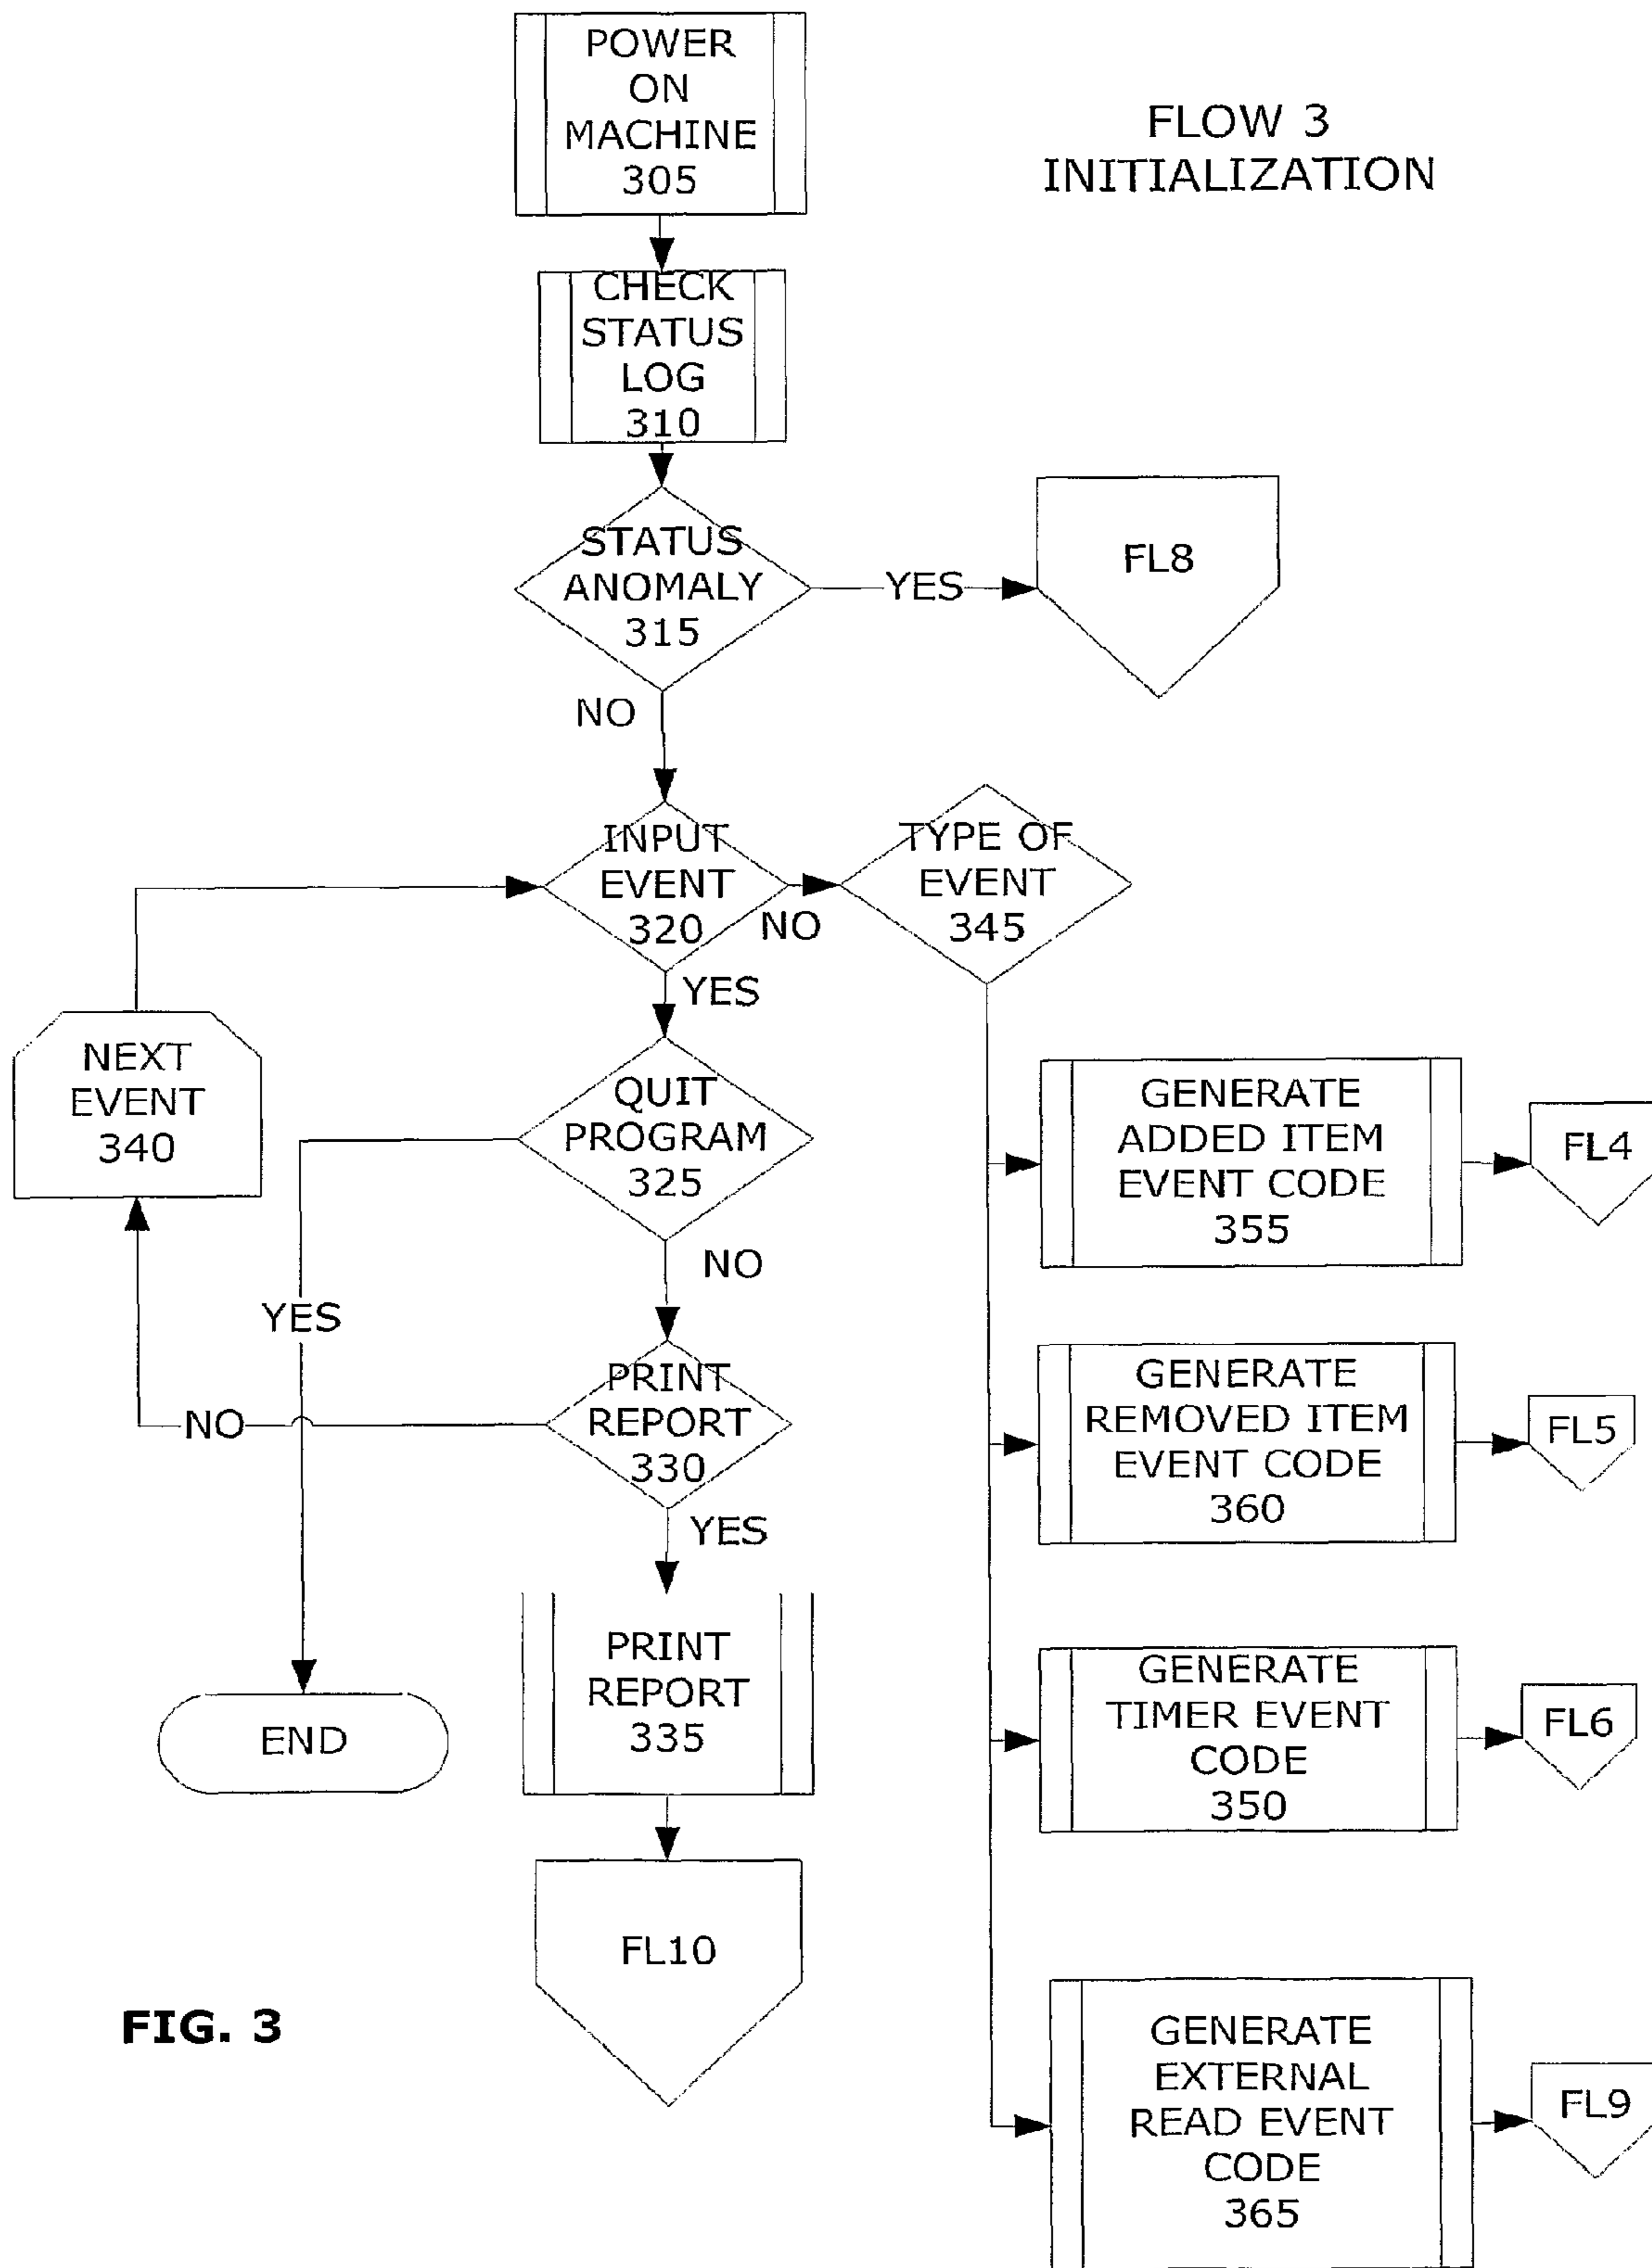 POWER
ON
MACHINE
305
FLOW 3
INITIALIZATION
CHECK
STATUS
LOG
310
STATUS
ANOMALY
315
YES
FL8
NO
INPUT
EVENT
320
NO
TYPE OF
EVENT
345
YES
NEXT
EVENT
340
QUIT
PROGRAM
325
GENERATE
ADDED ITEM
EVENT CODE
355
FL4
NO
YES
PRINT
REPORT
330
NO
GENERATE
REMOVED ITEM
EVENT CODE
360
FL5
YES
PRINT
REPORT
335
END
GENERATE
TIMER EVENT
CODE
350
FL6
FL10
FIG. 3
GENERATE
EXTERNAL
READ EVENT
CODE
365
FL9